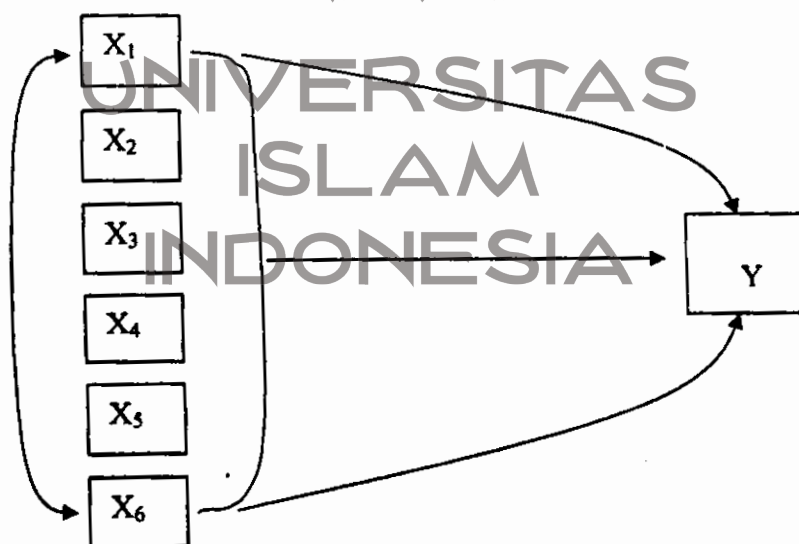 X₁
UNIVERSITAS
X₂
ISLAM
X₃
INDONESIA
Y
X₄
X₅
X₆